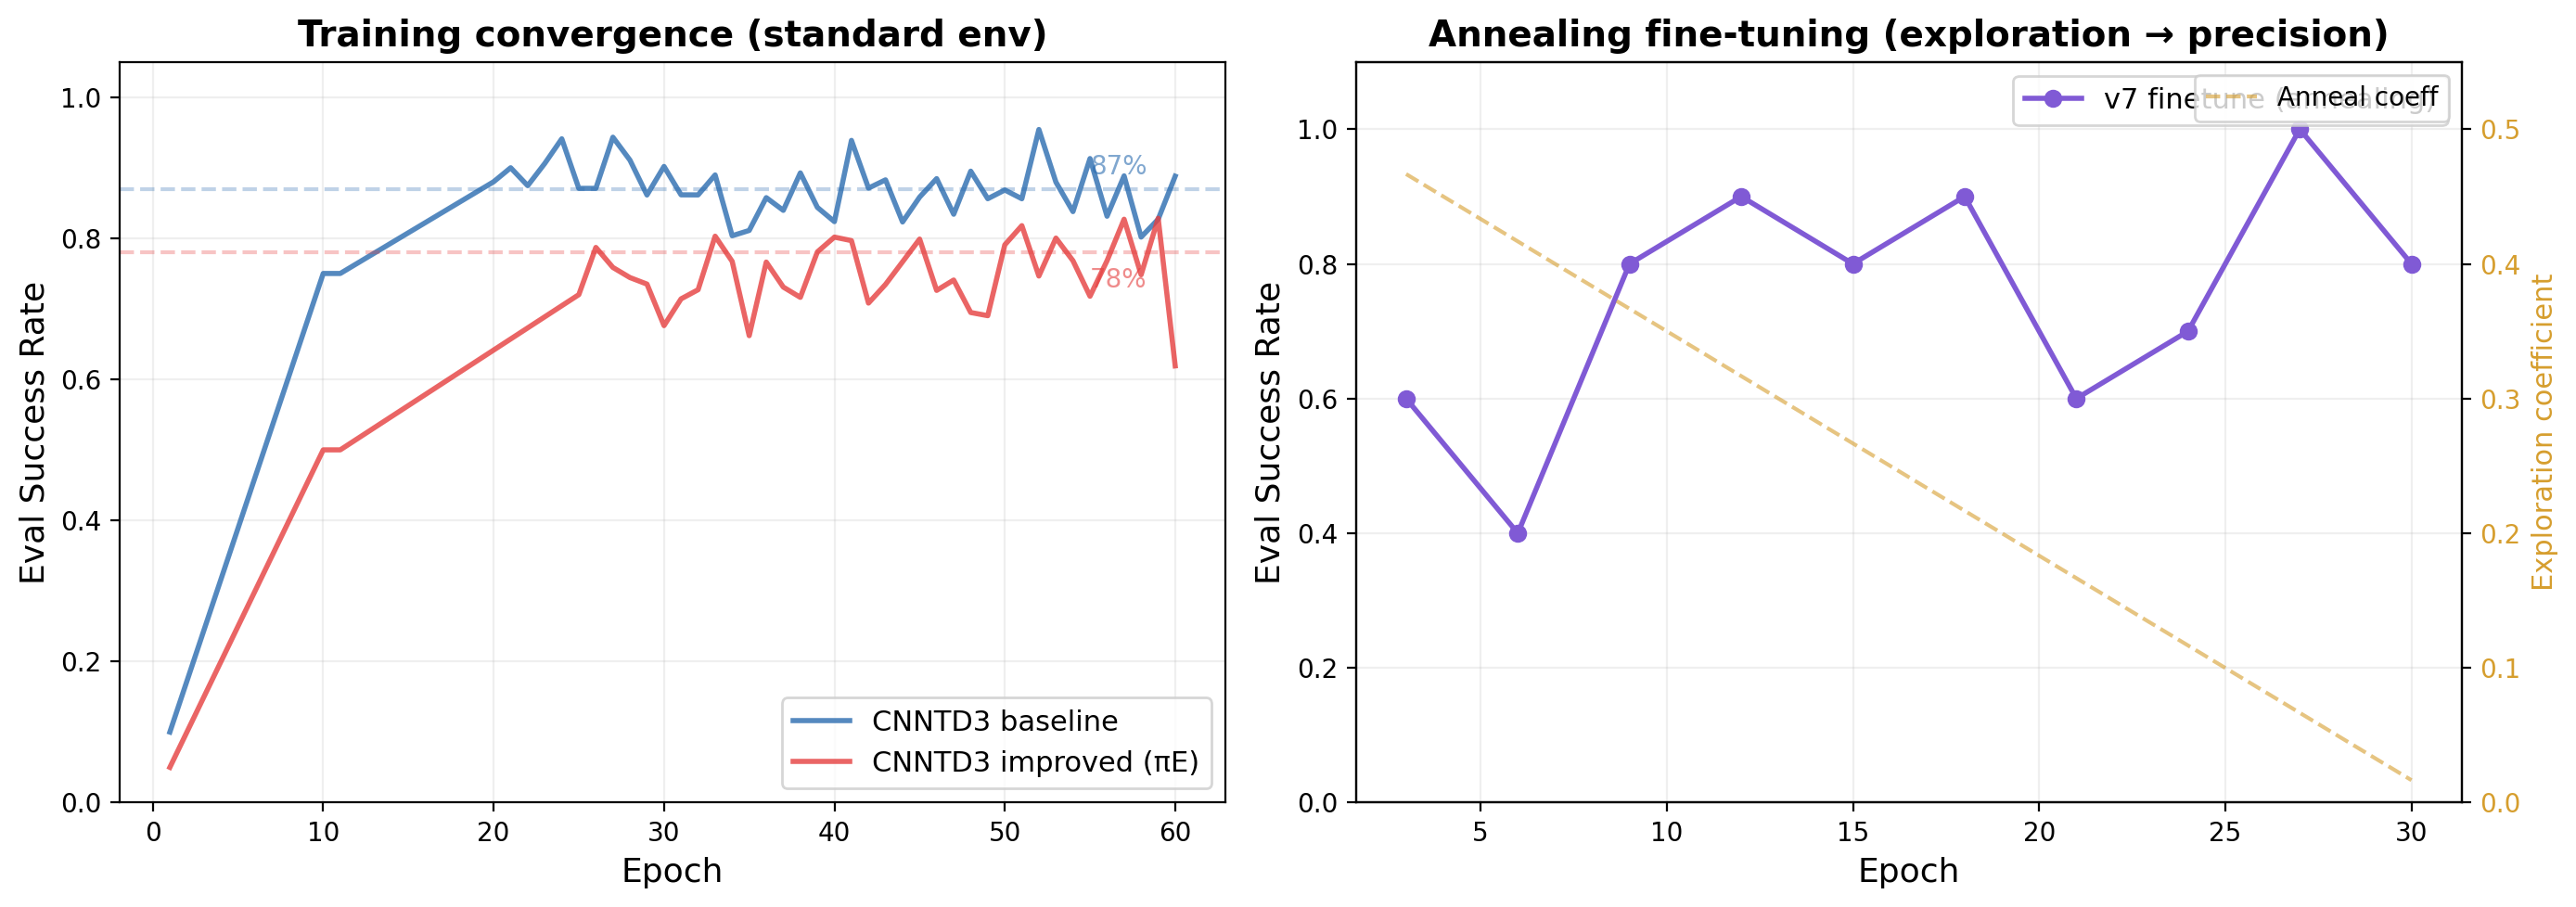 Training convergence (standard env)
Eval Success Rate
1.0
0.8
0.6
0.4
0.2
0.0
87%
78%
CNNTD3 baseline
CNNTD3 improved (πE)
0 10 20 30 40 50 60
Epoch
Annealing fine-tuning (exploration → precision)
Eval Success Rate
1.0
0.8
0.6
0.4
0.2
0.0
v7 finetune (annealing)
Anneal coeff
0.5
0.4
0.3
0.2
0.1
0.0
Exploration coefficient
5 10 15 20 25 30
Epoch